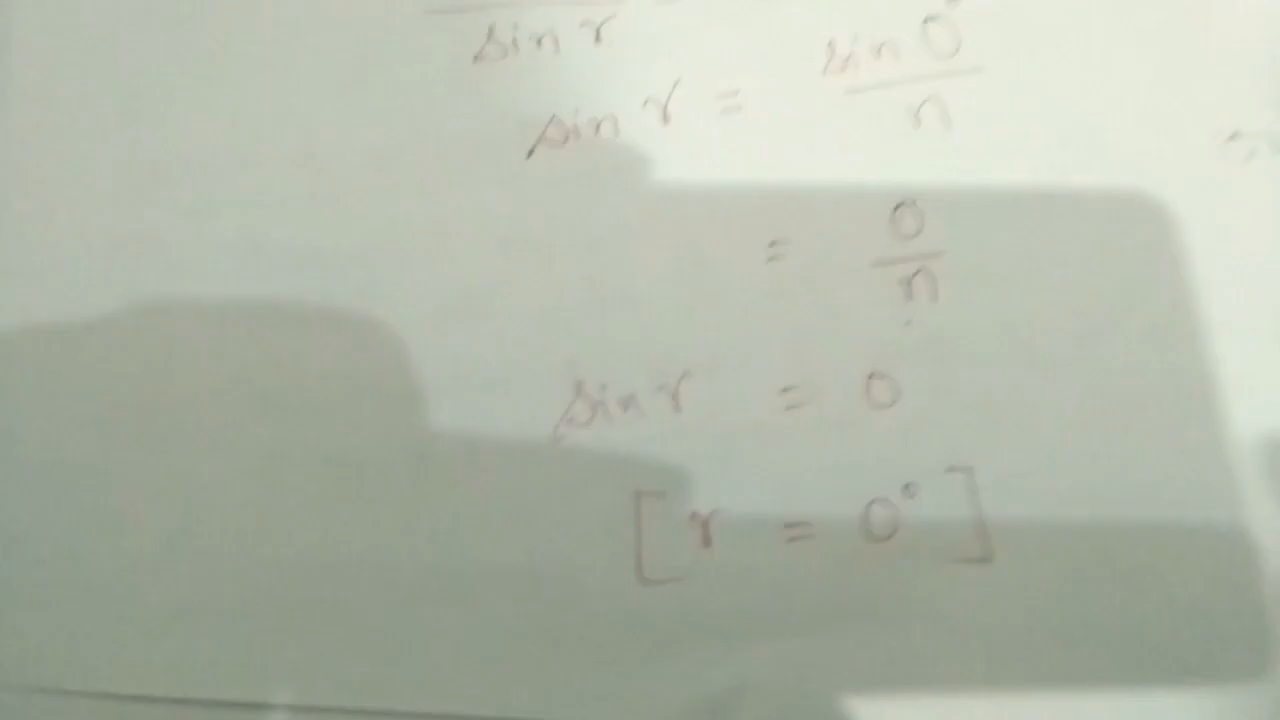 sin r
sin r = sin 0° / n
= 0 / n
sin r = 0
[ r = 0° ]